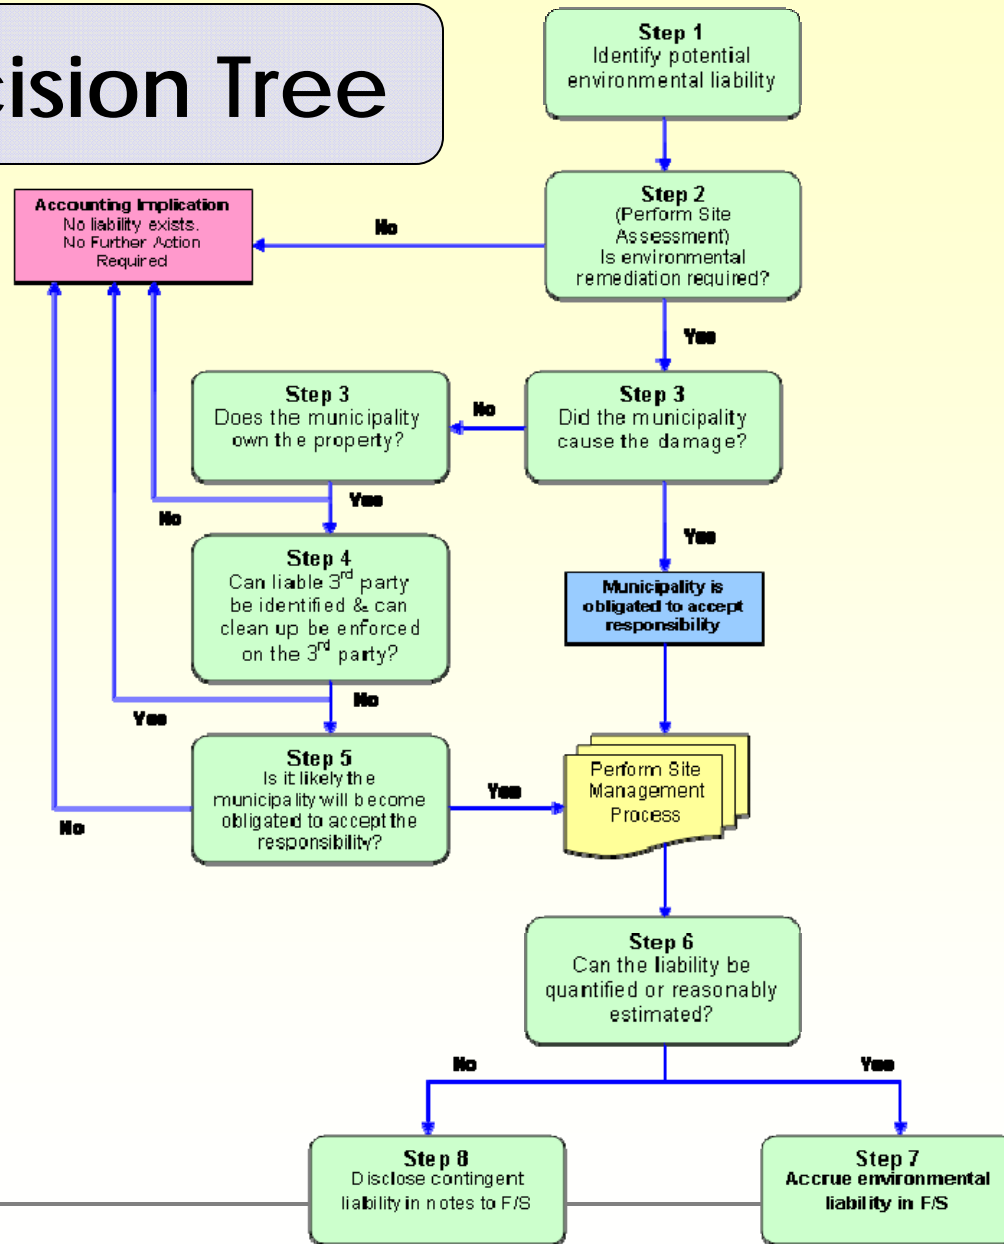 cision Tree
Step 1
Identify potential
environmental liability
Accounting Implication
No liability exists.
No Further Action
Required
No
Step 2
(Perform Site
Assessment)
Is environmental
remediation required?
Yes
Step 3
Does the municipality
own the property?
No
Step 3
Did the municipality
cause the damage?
Yes
No
Yes
Step 4
Can liable 3rd party
be identified & can
clean up be enforced
on the 3rd party?
Municipality is
obligated to accept
responsibility
No
Yes
Step 5
Is it likely the
municipality will become
obligated to accept the
responsibility?
Yes
No
Perform Site
Management
Process
Step 6
Can the liability be
quantified or reasonably
estimated?
No
Yes
Step 8
Disclose contingent
liability in notes to F/S
Step 7
Accrue environmental
liability in F/S